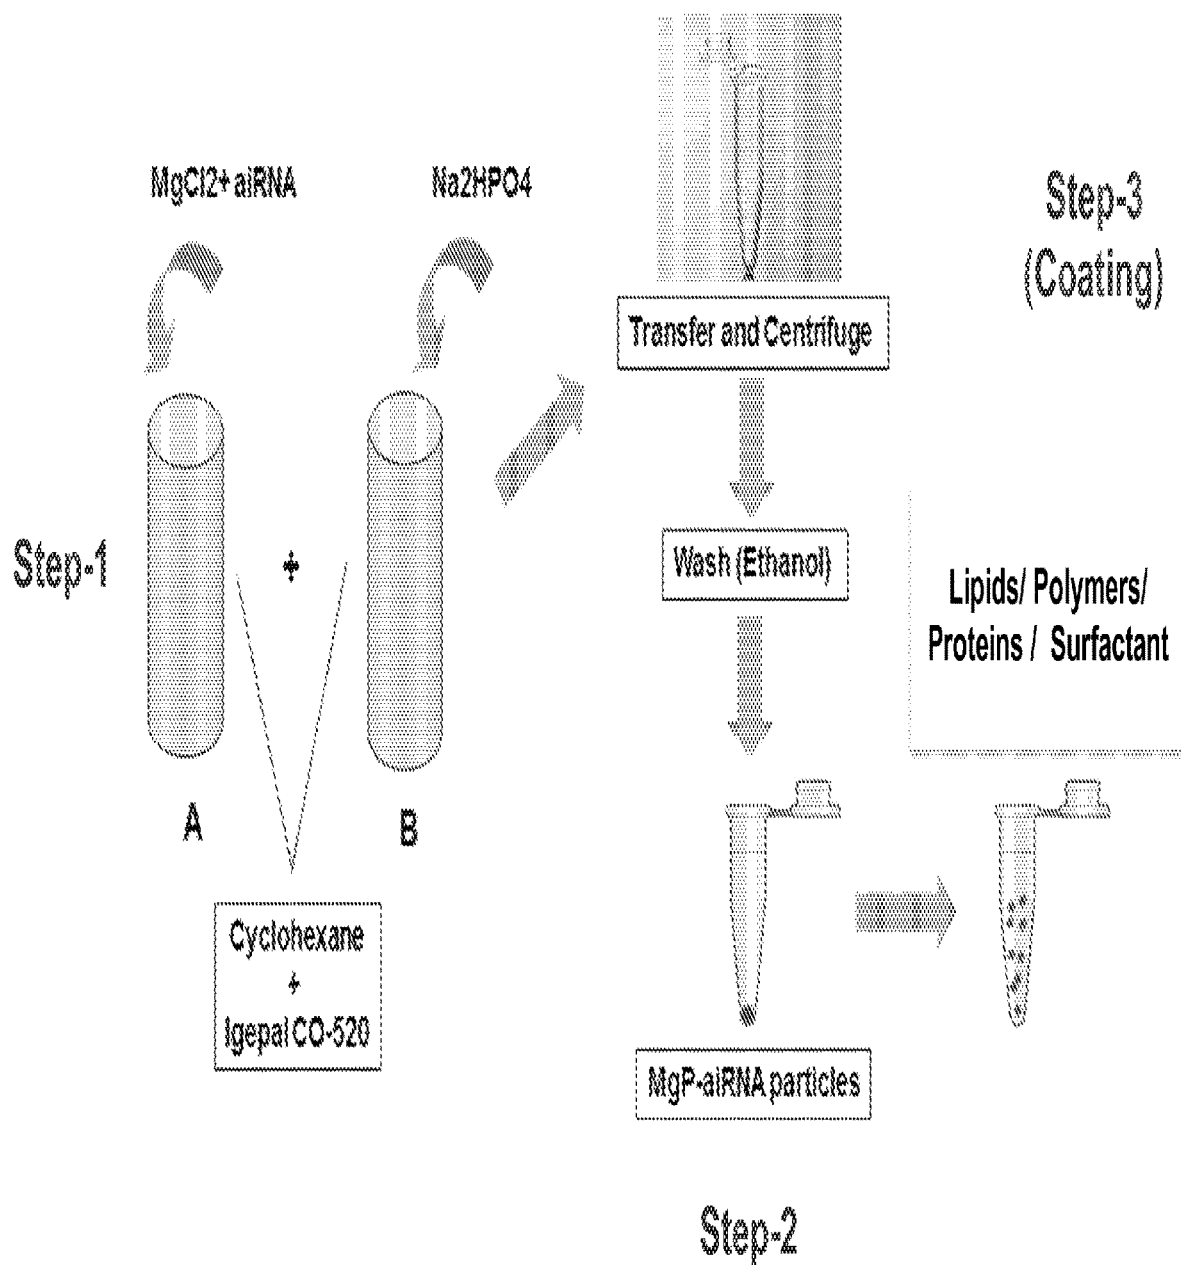 MgCl2+ aiRNA
Na2HPO4
Step-1
+
A
B
Cyclohexane
+
Igepal CO-520
Transfer and Centrifuge
Wash (Ethanol)
MgP-aiRNA particles
Step-2
Step-3
(Coating)
Lipids/ Polymers/
Proteins / Surfactant